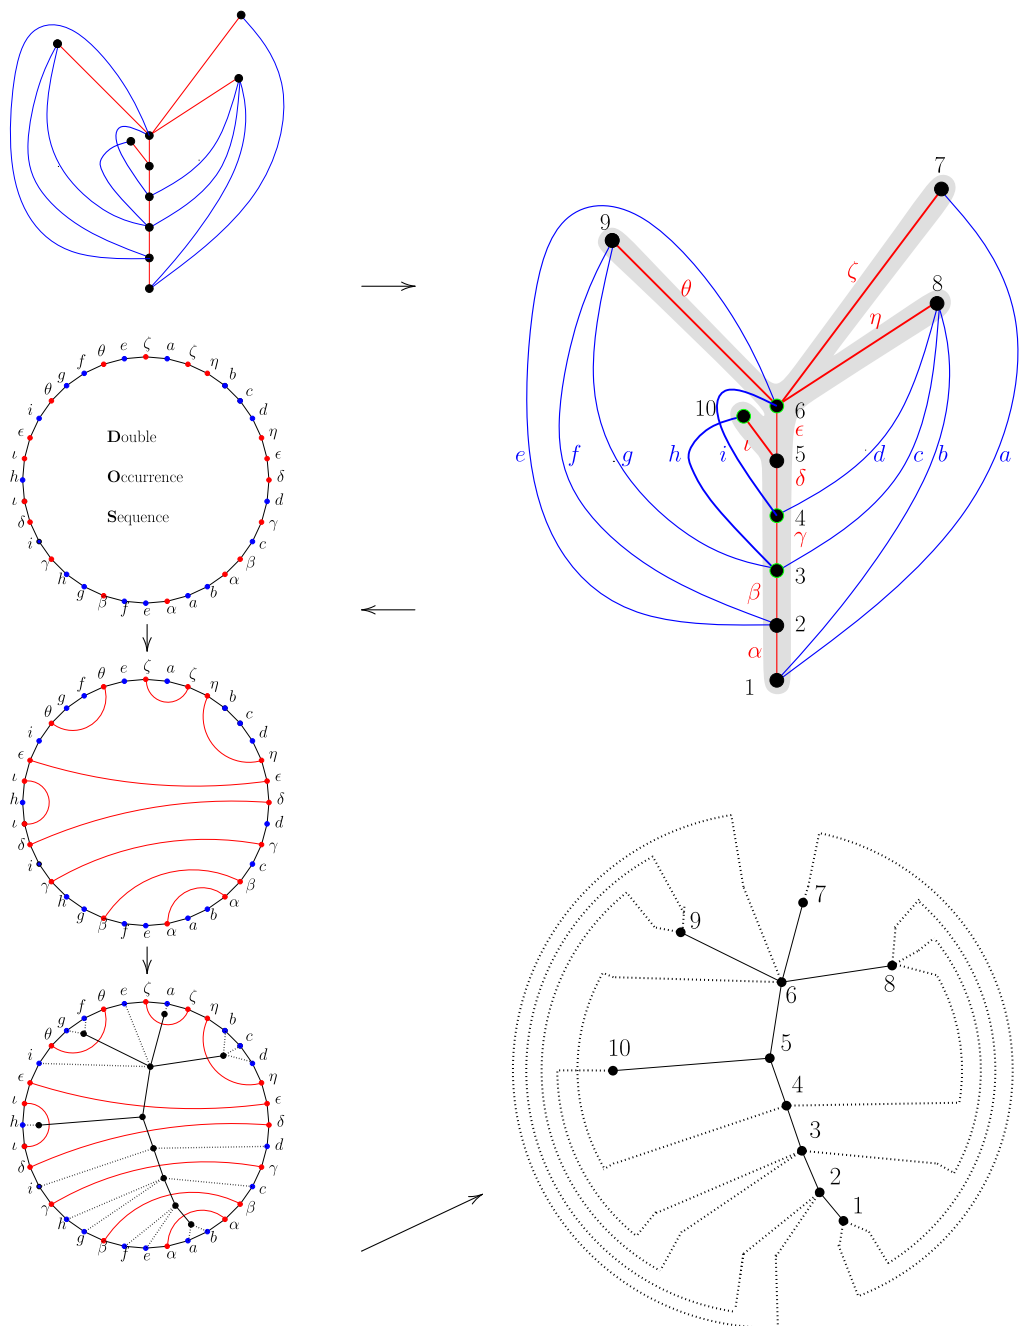 7
9
ζ
θ
8
η
θ e ζ a ζ
f η
g b
θ c
i d
ϵ η
ι ϵ
h δ
ι d
δ γ
i c
γ β
h α
g b
β f e α a
Double
Occurrence
Sequence
10
6
ι ϵ
5
e f g h i d c b a
δ
4
γ
3
β
2
α
1
θ e ζ a ζ
f η
g b
θ c
i d
ϵ η
ι ϵ
h δ
ι d
δ γ
i c
γ β
h α
g b
β f e α a
7
9
8
6
5
10
4
3
2
1
θ e ζ a ζ
f η
g b
θ c
i d
ϵ η
ι ϵ
h δ
ι d
δ γ
i c
γ β
h α
g b
β f e α a